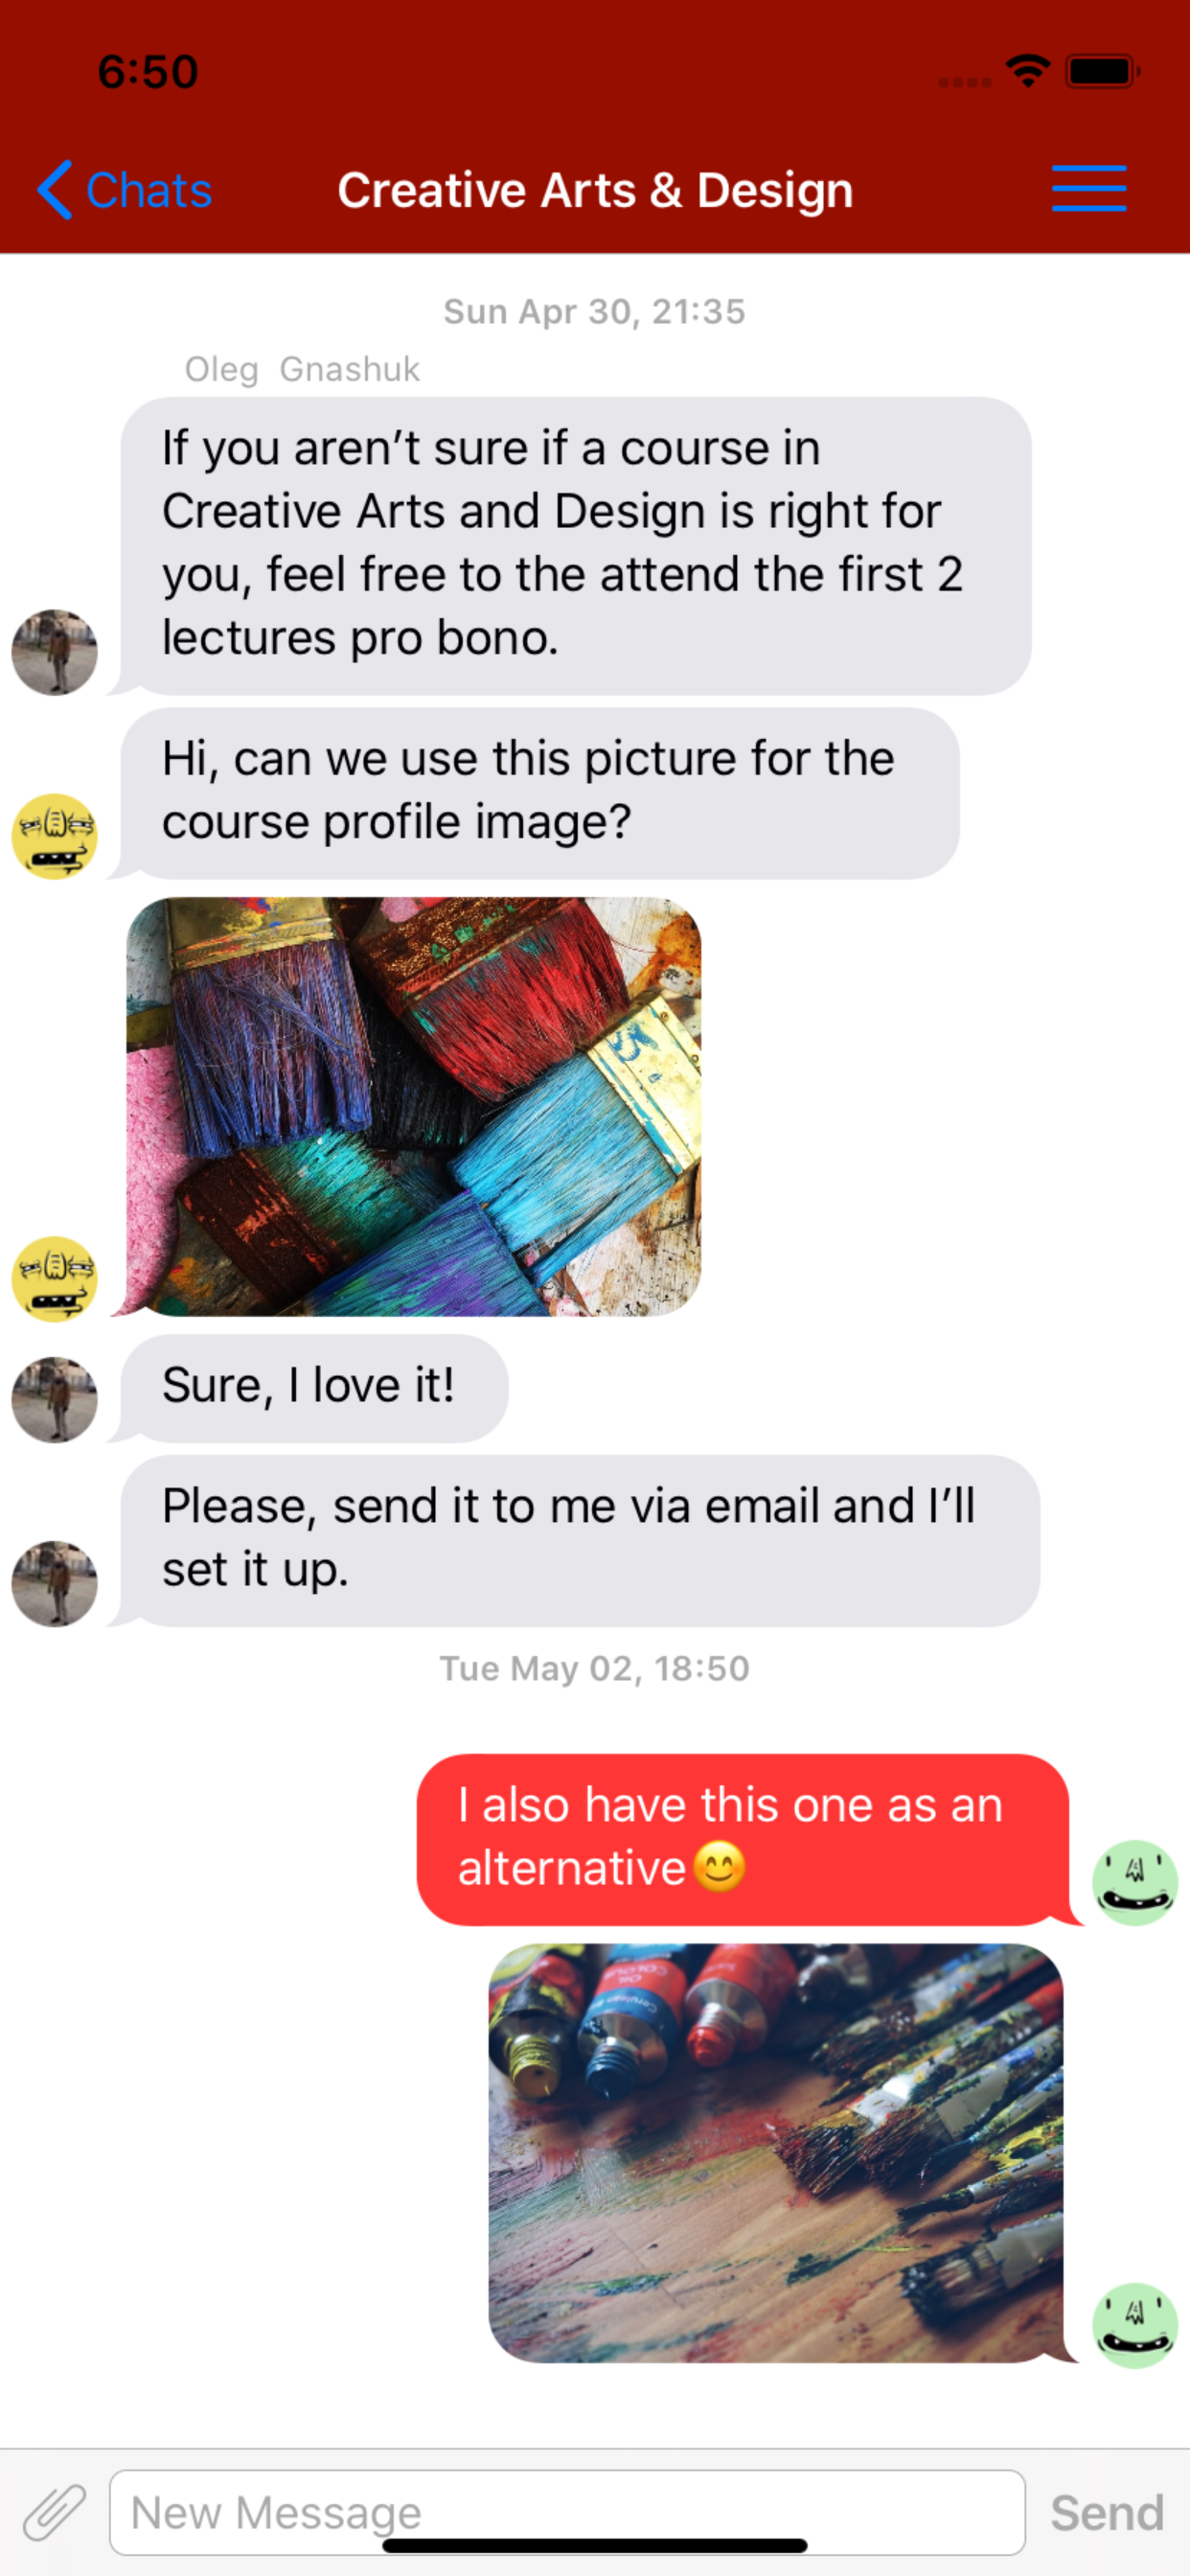 6:50
Chats
Creative Arts & Design
Sun Apr 30, 21:35
Oleg Gnashuk
If you aren’t sure if a course in
Creative Arts and Design is right for
you, feel free to the attend the first 2
lectures pro bono.
Hi, can we use this picture for the
course profile image?
Sure, I love it!
Please, send it to me via email and I’ll
set it up.
Tue May 02, 18:50
I also have this one as an
alternative😊
OIL
COLOUR
New Message
Send